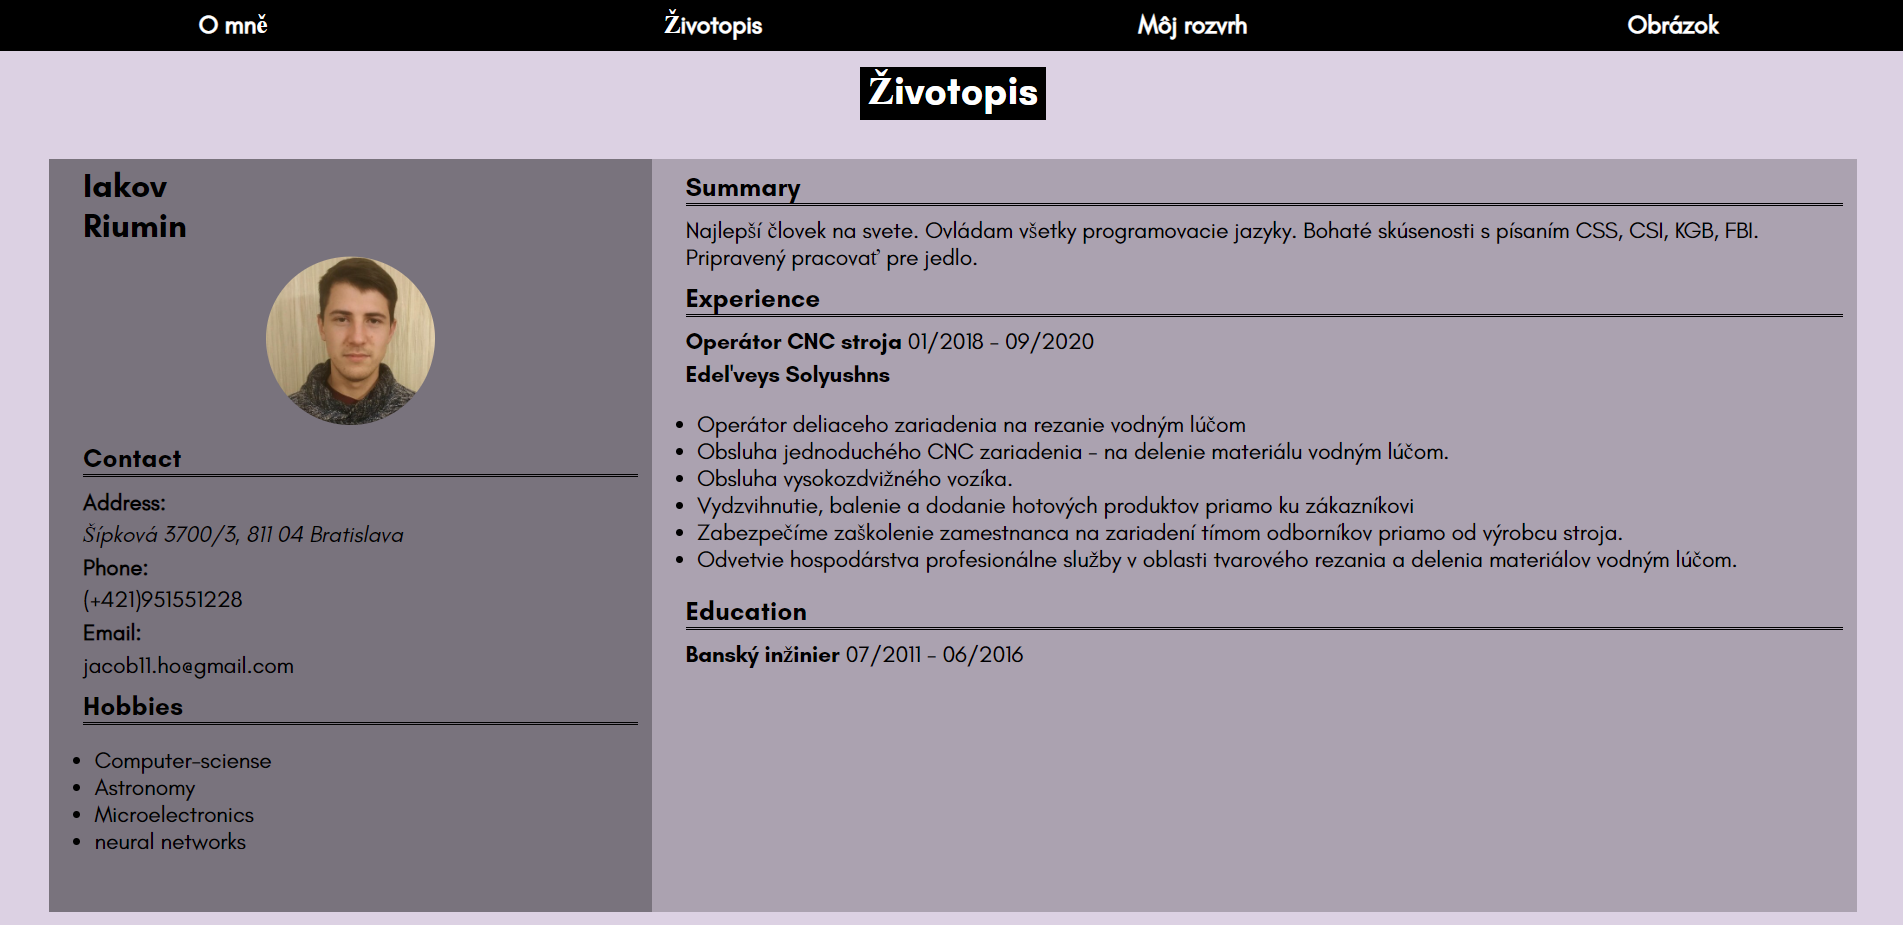 O mně Životopis Môj rozvrh Obrázok
Životopis
Iakov
Riumin
Contact
Address:
Šípková 3700/3, 811 04 Bratislava
Phone:
(+421)951551228
Email:
jacob11.ho@gmail.com
Hobbies
Computer-sciense
Astronomy
Microelectronics
neural networks
Summary
Najlepší človek na svete. Ovládam všetky programovacie jazyky. Bohaté skúsenosti s písaním CSS, CSI, KGB, FBI.
Pripravený pracovať pre jedlo.
Experience
Operátor CNC stroja 01/2018 - 09/2020
Edel'veys Solyushns
Operátor deliaceho zariadenia na rezanie vodným lúčom
Obsluha jednoduchého CNC zariadenia - na delenie materiálu vodným lúčom.
Obsluha vysokozdvižného vozíka.
Vydzvihnutie, balenie a dodanie hotových produktov priamo ku zákazníkovi
Zabezpečíme zaškolenie zamestnanca na zariadení tímom odborníkov priamo od výrobcu stroja.
Odvetvie hospodárstva profesionálne služby v oblasti tvarového rezania a delenia materiálov vodným lúčom.
Education
Banský inžinier 07/2011 - 06/2016